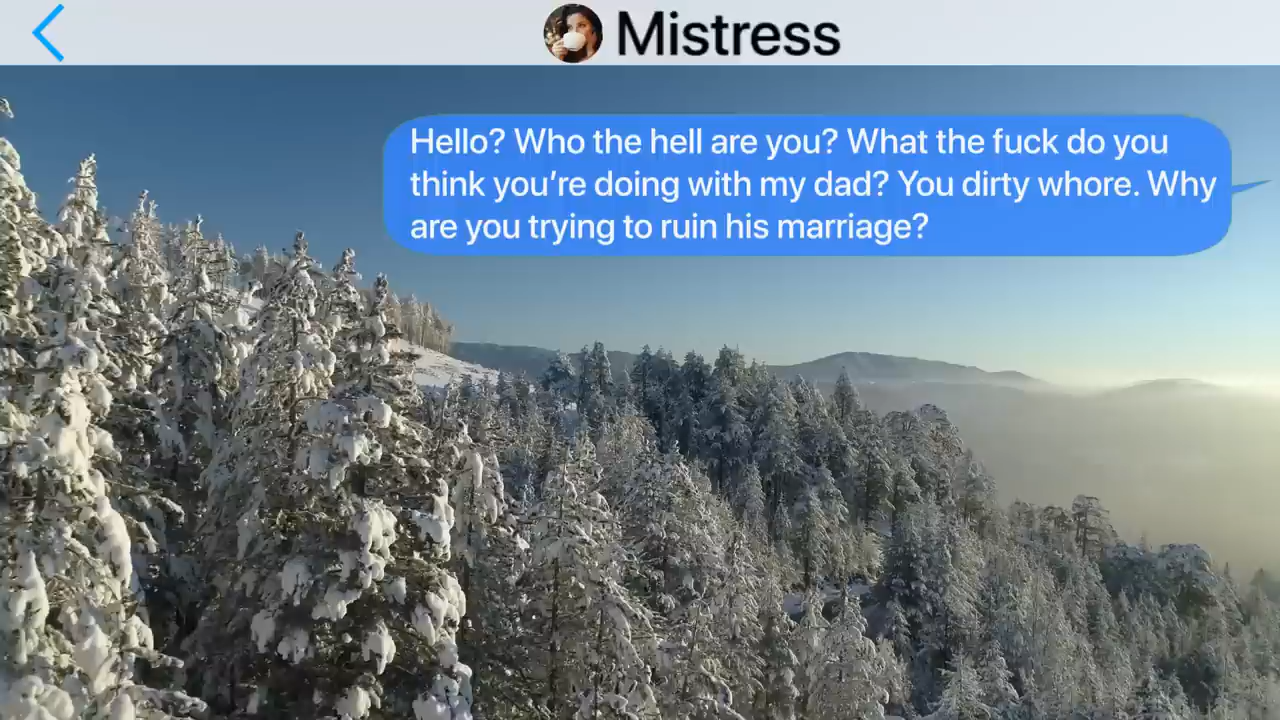 Mistress
Hello? Who the hell are you? What the fuck do you
think you’re doing with my dad? You dirty whore. Why
are you trying to ruin his marriage?